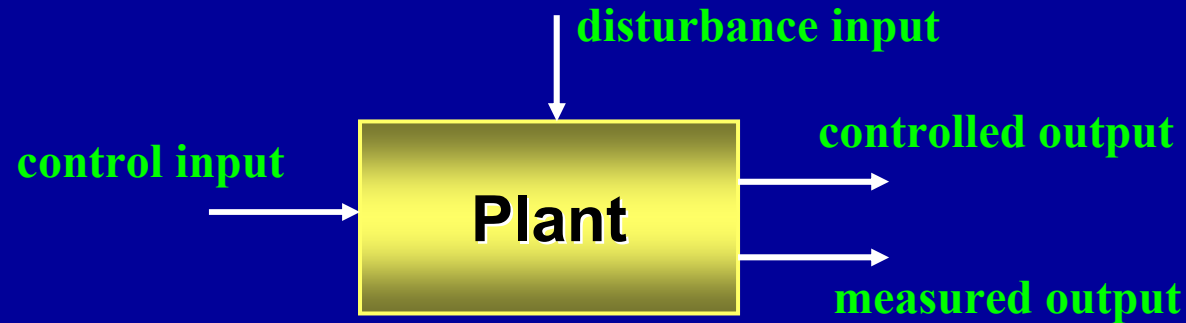 disturbance input
controlled output
control input
Plant
measured output